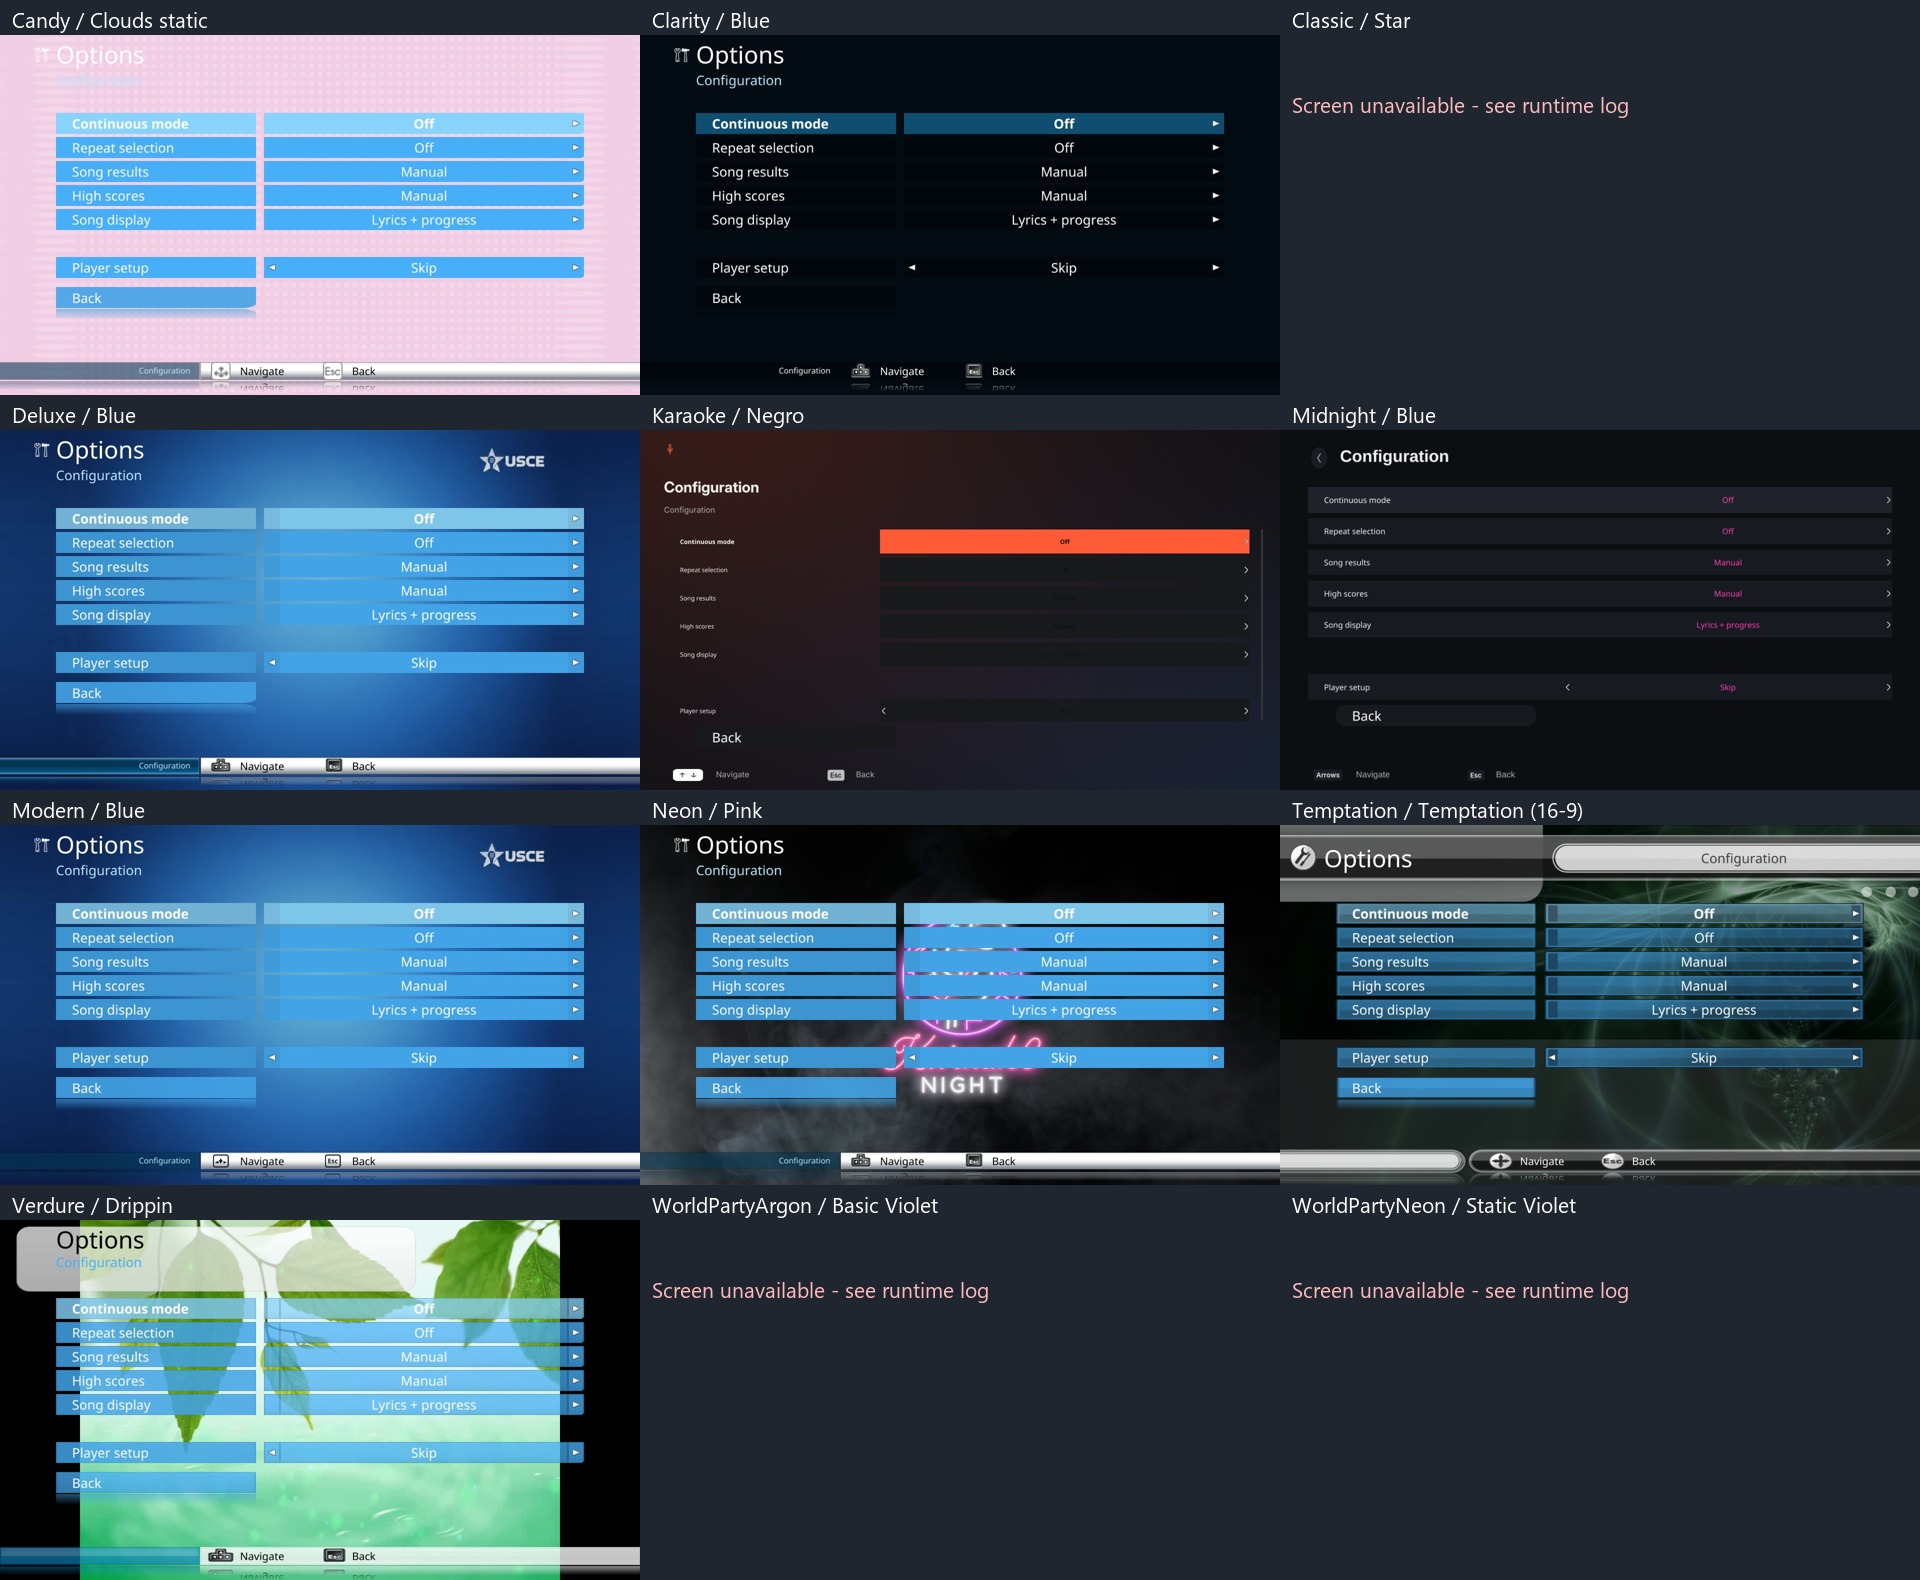 Candy / Clouds static
Options
Configuration
Continuous mode Off
Repeat selection Off
Song results Manual
High scores Manual
Song display Lyrics + progress
Player setup Skip
Back
Configuration Navigate Esc Back
Clarity / Blue
Options
Configuration
Continuous mode Off
Repeat selection Off
Song results Manual
High scores Manual
Song display Lyrics + progress
Player setup Skip
Back
Configuration Navigate Esc Back
Classic / Star
Screen unavailable - see runtime log
Deluxe / Blue
Options
Configuration
USCE
Continuous mode Off
Repeat selection Off
Song results Manual
High scores Manual
Song display Lyrics + progress
Player setup Skip
Back
Configuration Navigate Esc Back
Karaoke / Negro
Configuration
Configuration
Continuous mode Off
Repeat selection
Song results
High scores
Song display
Player setup
Back
Navigate Esc Back
Midnight / Blue
Configuration
Continuous mode Off
Repeat selection Off
Song results Manual
High scores Manual
Song display Lyrics + progress
Player setup Skip
Back
Arrows Navigate Esc Back
Modern / Blue
Options
Configuration
USCE
Continuous mode Off
Repeat selection Off
Song results Manual
High scores Manual
Song display Lyrics + progress
Player setup Skip
Back
Configuration Navigate Esc Back
Neon / Pink
Options
Configuration
Continuous mode Off
Repeat selection Off
Song results Manual
High scores Manual
Song display Lyrics + progress
Player setup Skip
Back
NIGHT
Configuration Navigate Esc Back
Temptation / Temptation (16-9)
Options Configuration
Continuous mode Off
Repeat selection Off
Song results Manual
High scores Manual
Song display Lyrics + progress
Player setup Skip
Back
Navigate Esc Back
Verdure / Drippin
Options
Configuration
Continuous mode Off
Repeat selection Off
Song results Manual
High scores Manual
Song display Lyrics + progress
Player setup Skip
Back
Navigate Esc Back
WorldPartyArgon / Basic Violet
Screen unavailable - see runtime log
WorldPartyNeon / Static Violet
Screen unavailable - see runtime log